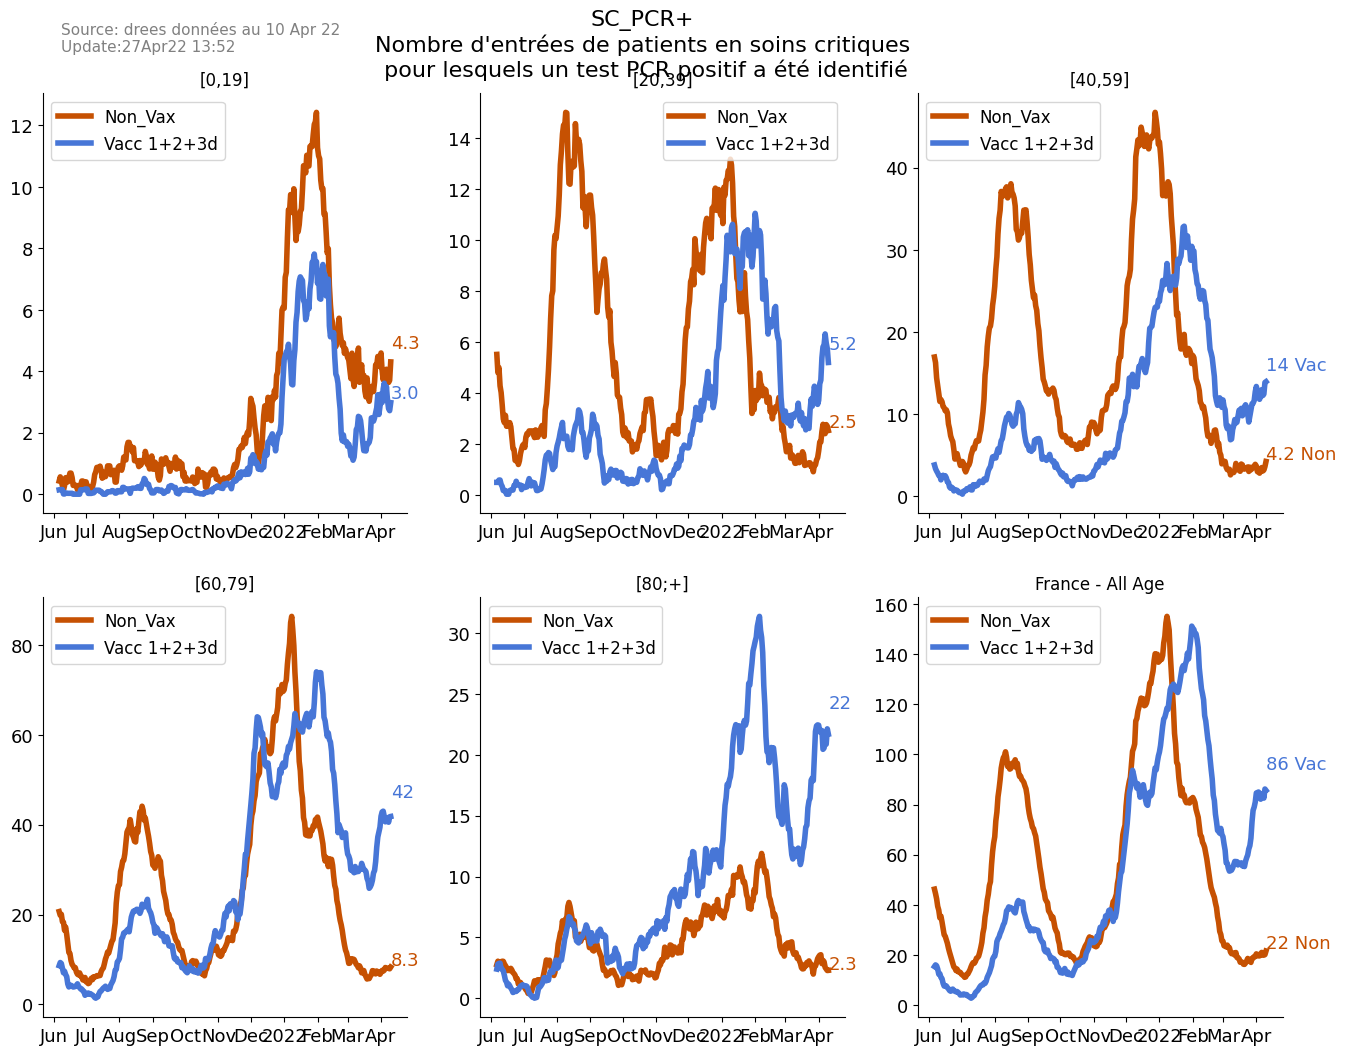 Source: drees données au 10 Apr 22
Update:27Apr22 13:52
SC_PCR+
Nombre d'entrées de patients en soins critiques
pour lesquels un test PCR positif a été identifié
[0,19]
Non_Vax
Vacc 1+2+3d
12
10
8
6
4
2
0
4.3
3.0
Jun Jul Aug Sep Oct Nov Dec 2022 Feb Mar Apr
[20,39]
Non_Vax
Vacc 1+2+3d
14
12
10
8
6
4
2
0
5.2
2.5
Jun Jul Aug Sep Oct Nov Dec 2022 Feb Mar Apr
[40,59]
Non_Vax
Vacc 1+2+3d
40
30
20
10
0
14 Vac
4.2 Non
Jun Jul Aug Sep Oct Nov Dec 2022 Feb Mar Apr
[60,79]
Non_Vax
Vacc 1+2+3d
80
60
40
20
0
42
8.3
Jun Jul Aug Sep Oct Nov Dec 2022 Feb Mar Apr
[80;+]
Non_Vax
Vacc 1+2+3d
30
25
20
15
10
5
0
22
2.3
Jun Jul Aug Sep Oct Nov Dec 2022 Feb Mar Apr
France - All Age
Non_Vax
Vacc 1+2+3d
160
140
120
100
80
60
40
20
0
86 Vac
22 Non
Jun Jul Aug Sep Oct Nov Dec 2022 Feb Mar Apr